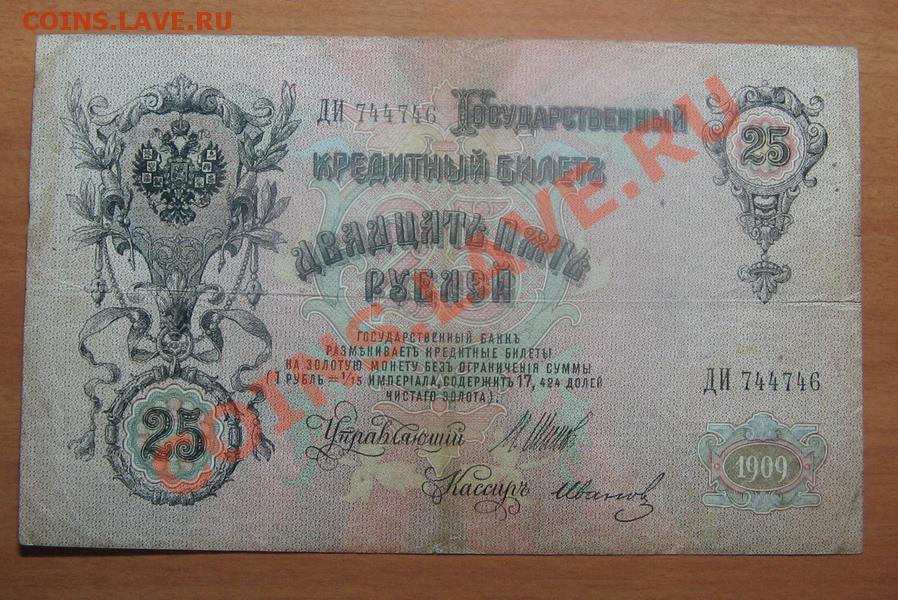 COINS.LAVE.RU
ДИ 744746 Государственный
кредитный билетъ
25
двадцать пять
рублей
Государственный банкъ
размѣниваетъ кредитные билеты
на золотую монету безъ ограниченія суммы
(1 рубль = 1/15 имперіала, содержитъ 17,424 долей
чистаго золота).
ДИ 744746
25
Управляющій
И. Шипов
1909
Кассиръ
Иванов
COINS.LAVE.RU